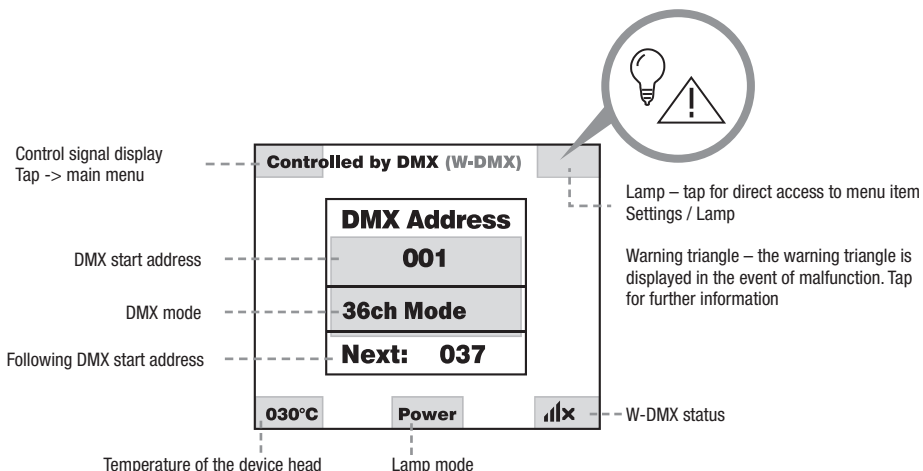 Control signal display
Tap -> main menu
Controlled by DMX (W-DMX)
Lamp – tap for direct access to menu item
Settings / Lamp
Warning triangle – the warning triangle is
displayed in the event of malfunction. Tap
for further information
DMX Address
DMX start address
001
DMX mode
36ch Mode
Following DMX start address
Next: 037
030°C
Power
W-DMX status
Temperature of the device head
Lamp mode